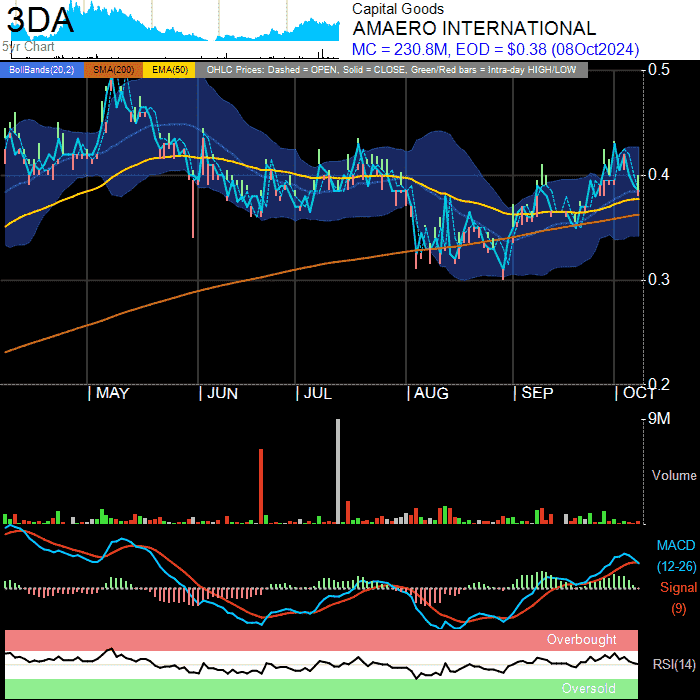 3DA
5yr Chart
Capital Goods
AMAERO INTERNATIONAL
MC = 230.8M, EOD = $0.38 (08Oct2024)
BollBands(20,2) SMA(200) EMA(50) OHLC Prices: Dashed = OPEN, Solid = CLOSE, Green/Red bars = Intra-day HIGH/LOW
0.5
0.4
0.3
0.2
| MAY | JUN | JUL | AUG | SEP | OCT
9M
Volume
MACD
(12-26)
Signal
(9)
Overbought
RSI(14)
Oversold